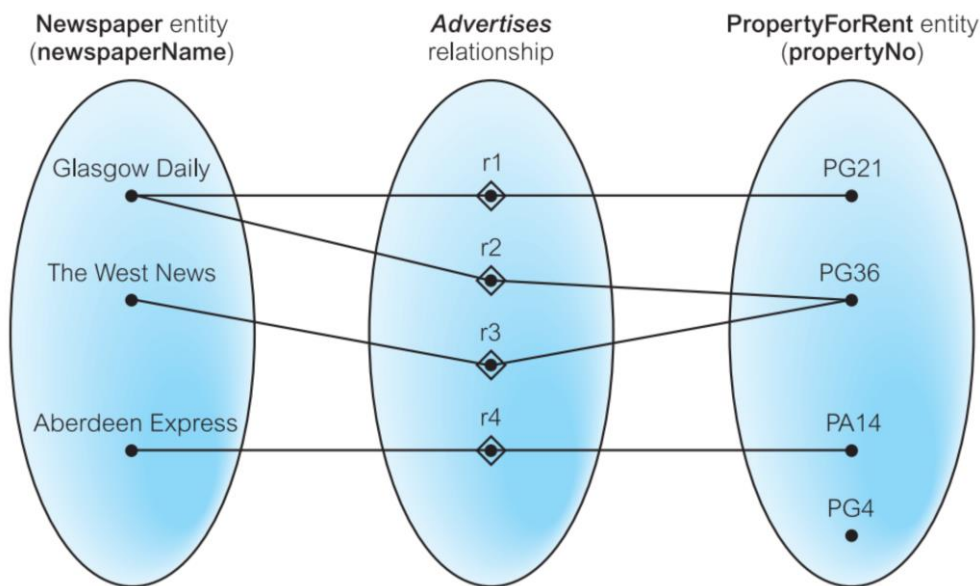 Newspaper entity
(newspaperName)
Advertises
relationship
PropertyForRent entity
(propertyNo)
Glasgow Daily
r1
PG21
r2
The West News
PG36
r3
Aberdeen Express
r4
PA14
PG4